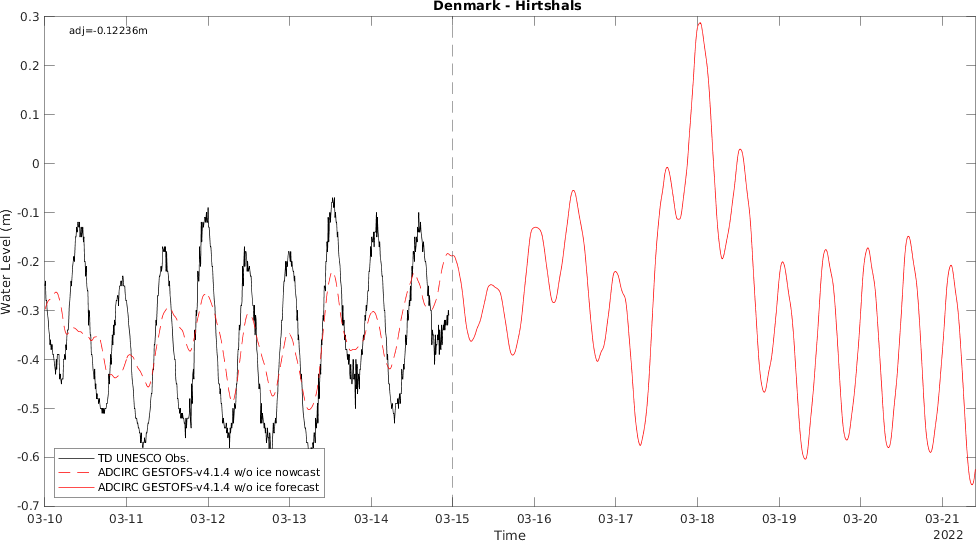 Denmark - Hirtshals
adj=-0.12236m
0.3
0.2
0.1
0
-0.1
-0.2
-0.3
-0.4
-0.5
-0.6
-0.7
Water Level (m)
TD UNESCO Obs.
ADCIRC GESTOFS-v4.1.4 w/o ice nowcast
ADCIRC GESTOFS-v4.1.4 w/o ice forecast
03-10 03-11 03-12 03-13 03-14 03-15 03-16 03-17 03-18 03-19 03-20 03-21
Time
2022